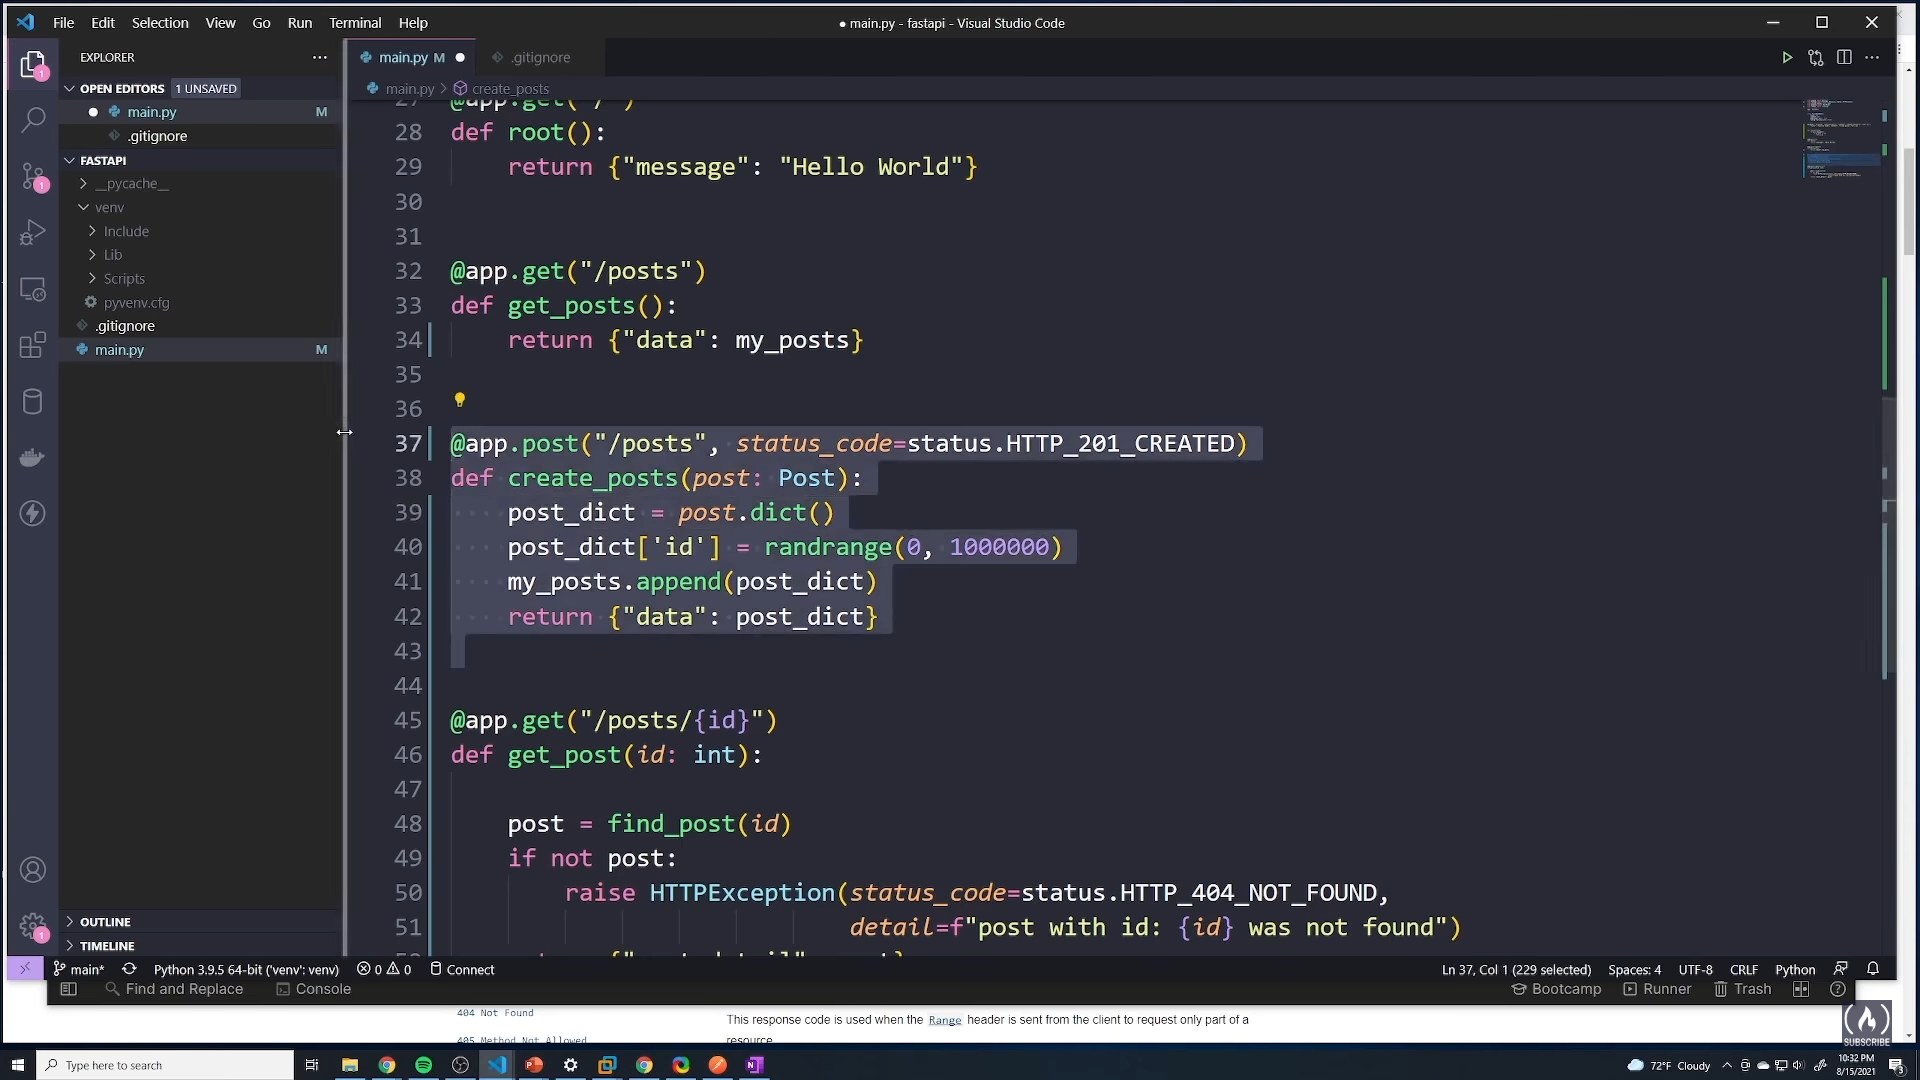 File Edit Selection View Go Run Terminal Help
● main.py - fastapi - Visual Studio Code
EXPLORER
OPEN EDITORS 1 UNSAVED
main.py M
.gitignore
FASTAPI
__pycache__
venv
Include
Lib
Scripts
pyvenv.cfg
.gitignore
main.py M
OUTLINE
TIMELINE
main.py M
.gitignore
main.py > create_posts
27 @app.get("/")
28 def root():
29 return {"message": "Hello World"}
30
31
32 @app.get("/posts")
33 def get_posts():
34 return {"data": my_posts}
35
36
37 @app.post("/posts", status_code=status.HTTP_201_CREATED)
38 def create_posts(post: Post):
39 post_dict = post.dict()
40 post_dict['id'] = randrange(0, 1000000)
41 my_posts.append(post_dict)
42 return {"data": post_dict}
43
44
45 @app.get("/posts/{id}")
46 def get_post(id: int):
47
48 post = find_post(id)
49 if not post:
50 raise HTTPException(status_code=status.HTTP_404_NOT_FOUND,
51 detail=f"post with id: {id} was not found")
main* Python 3.9.5 64-bit ('venv': venv) 0 0 Connect
Ln 37, Col 1 (229 selected) Spaces: 4 UTF-8 CRLF Python
Find and Replace Console Bootcamp Runner Trash
404 Not Found
This response code is used when the Range header is sent from the client to request only part of a
405 Method Not Allowed
resource
SUBSCRIBE
Type here to search
72°F Cloudy
10:32 PM
8/15/2021